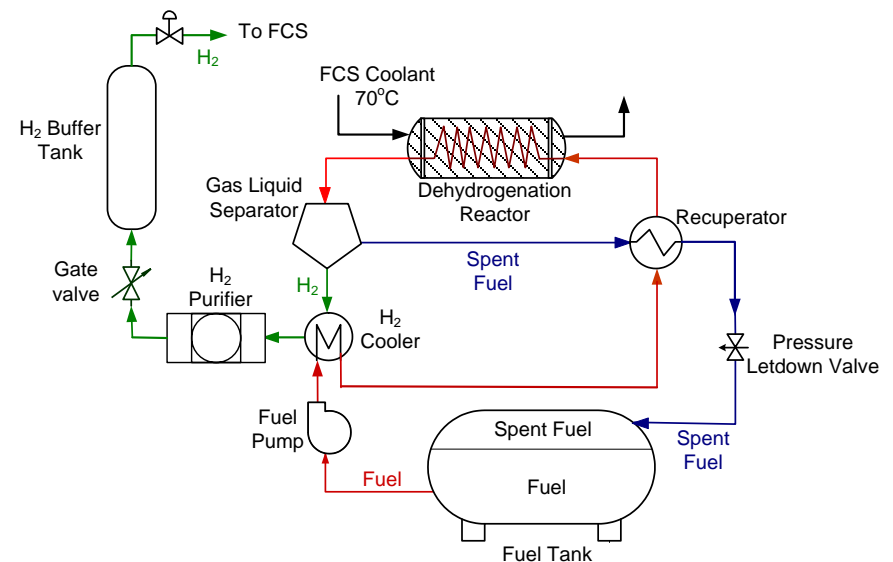 To FCS
H₂
FCS Coolant
70°C
H₂ Buffer
Tank
Gas Liquid
Separator
Dehydrogenation
Reactor
Recuperator
Spent
Fuel
Gate
valve
H₂
Purifier
H₂
H₂
Cooler
Pressure
Letdown Valve
Fuel
Pump
Spent Fuel
Spent
Fuel
Fuel
Fuel
Fuel Tank